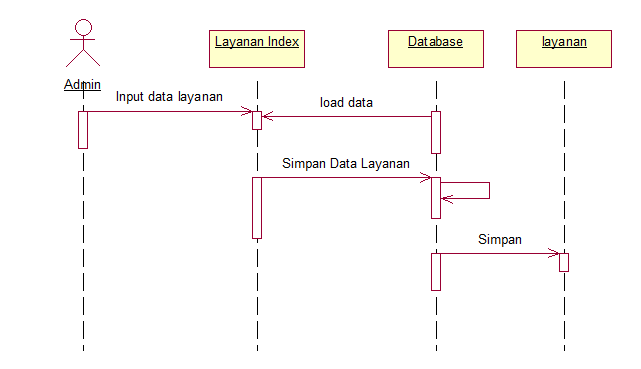 Layanan Index
Database
layanan
Admin
Input data layanan
load data
Simpan Data Layanan
Simpan